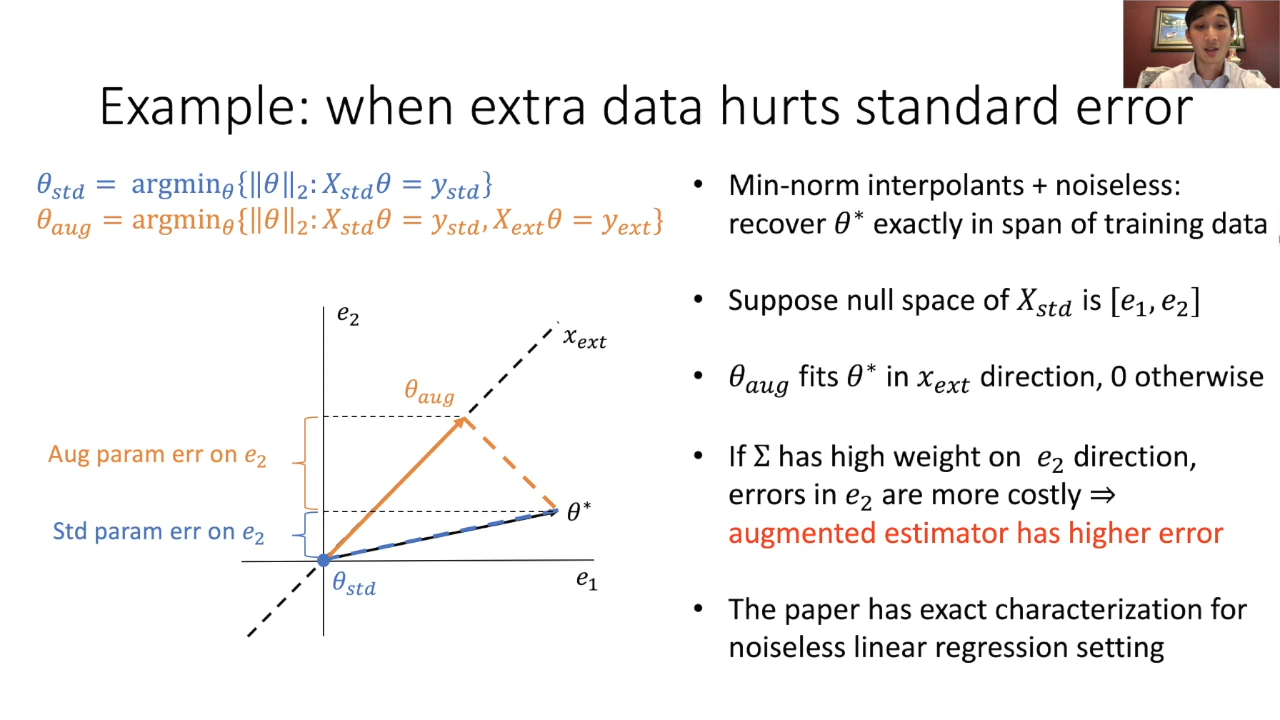 Example: when extra data hurts standard error
θ_std = argmin_θ{‖θ‖₂: X_std θ = y_std}
θ_aug = argmin_θ{‖θ‖₂: X_std θ = y_std, X_ext θ = y_ext}
e₂
x_ext
θ_aug
Aug param err on e₂
Std param err on e₂
θ*
e₁
θ_std
• Min-norm interpolants + noiseless:
recover θ* exactly in span of training data
• Suppose null space of X_std is [e₁, e₂]
• θ_aug fits θ* in x_ext direction, 0 otherwise
• If Σ has high weight on e₂ direction,
errors in e₂ are more costly ⇒
augmented estimator has higher error
• The paper has exact characterization for
noiseless linear regression setting